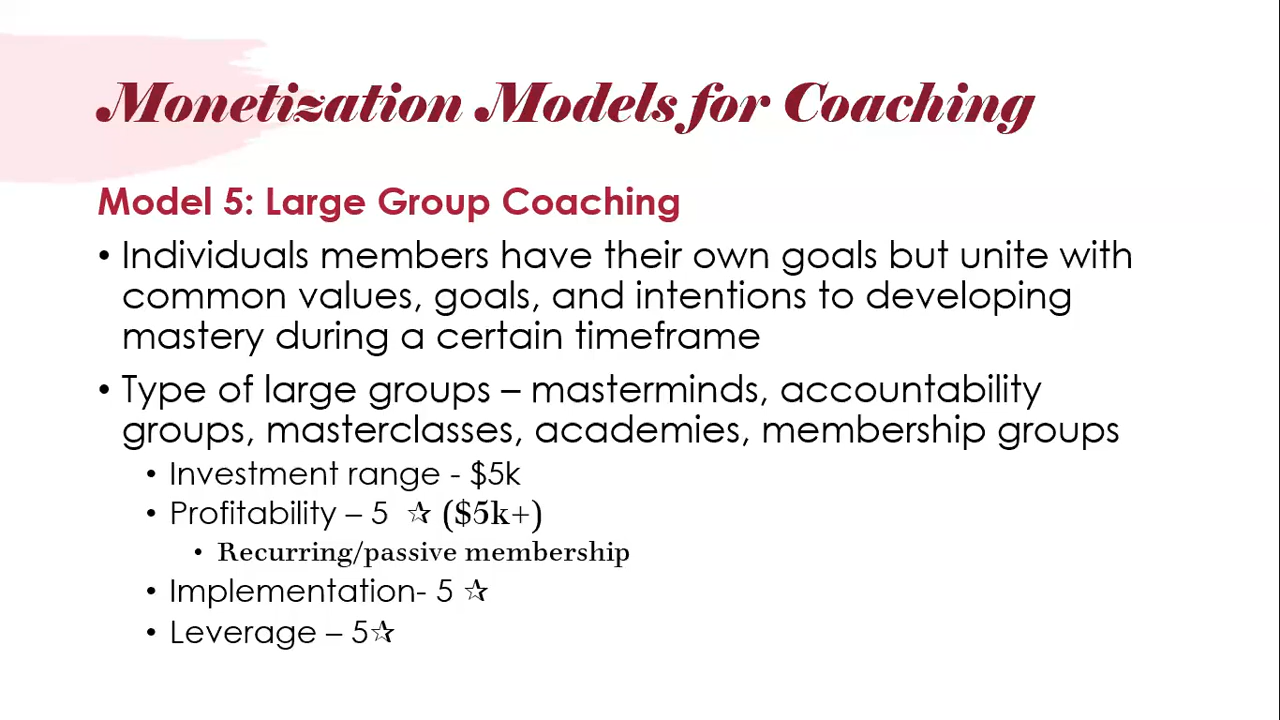 Monetization Models for Coaching
Model 5: Large Group Coaching
• Individuals members have their own goals but unite with
common values, goals, and intentions to developing
mastery during a certain timeframe
• Type of large groups – masterminds, accountability
groups, masterclasses, academies, membership groups
• Investment range - $5k
• Profitability – 5 ☆ ($5k+)
• Recurring/passive membership
• Implementation- 5 ☆
• Leverage – 5☆